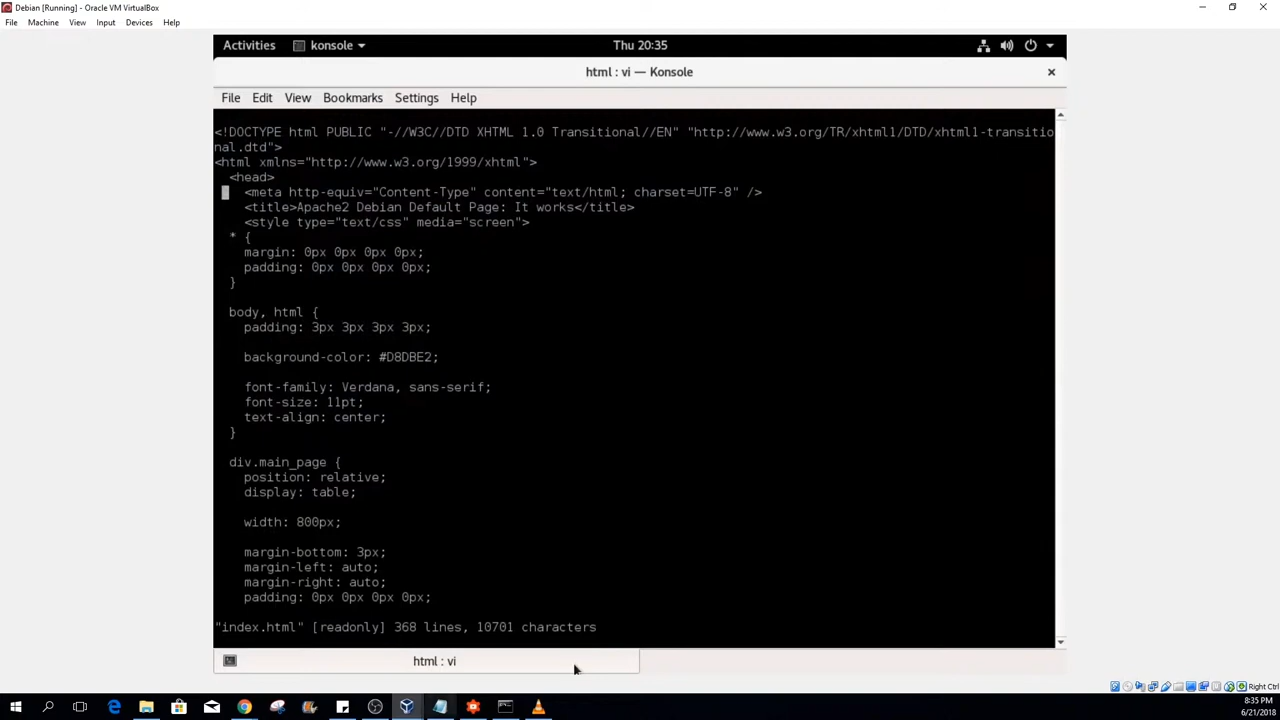 Debian [Running] - Oracle VM VirtualBox
File Machine View Input Devices Help
Activities konsole Thu 20:35
html : vi — Konsole
File Edit View Bookmarks Settings Help
<!DOCTYPE html PUBLIC "-//W3C//DTD XHTML 1.0 Transitional//EN" "http://www.w3.org/TR/xhtml1/DTD/xhtml1-transitio
nal.dtd">
<html xmlns="http://www.w3.org/1999/xhtml">
<head>
<meta http-equiv="Content-Type" content="text/html; charset=UTF-8" />
<title>Apache2 Debian Default Page: It works</title>
<style type="text/css" media="screen">
* {
margin: 0px 0px 0px 0px;
padding: 0px 0px 0px 0px;
}
body, html {
padding: 3px 3px 3px 3px;
background-color: #D8DBE2;
font-family: Verdana, sans-serif;
font-size: 11pt;
text-align: center;
}
div.main_page {
position: relative;
display: table;
width: 800px;
margin-bottom: 3px;
margin-left: auto;
margin-right: auto;
padding: 0px 0px 0px 0px;
"index.html" [readonly] 368 lines, 10701 characters
html : vi
Right Ctrl
8:35 PM
6/21/2018